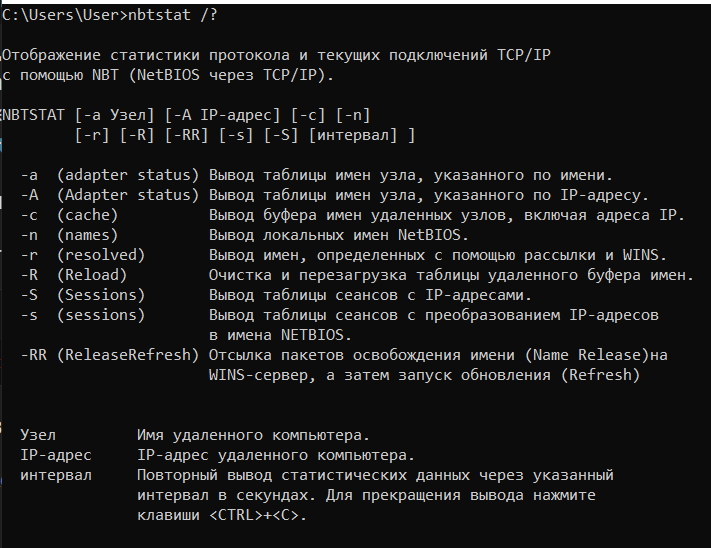 C:\Users\User>nbtstat /?
Отображение статистики протокола и текущих подключений TCP/IP
с помощью NBT (NetBIOS через TCP/IP).
NBTSTAT [-a Узел] [-A IP-адрес] [-c] [-n]
[-r] [-R] [-RR] [-s] [-S] [интервал] ]
-a (adapter status) Вывод таблицы имен узла, указанного по имени.
-A (Adapter status) Вывод таблицы имен узла, указанного по IP-адресу.
-c (cache) Вывод буфера имен удаленных узлов, включая адреса IP.
-n (names) Вывод локальных имен NetBIOS.
-r (resolved) Вывод имен, определенных с помощью рассылки и WINS.
-R (Reload) Очистка и перезагрузка таблицы удаленного буфера имен.
-S (Sessions) Вывод таблицы сеансов с IP-адресами.
-s (sessions) Вывод таблицы сеансов с преобразованием IP-адресов
в имена NETBIOS.
-RR (ReleaseRefresh) Отсылка пакетов освобождения имени (Name Release)на
WINS-сервер, а затем запуск обновления (Refresh)
Узел Имя удаленного компьютера.
IP-адрес IP-адрес удаленного компьютера.
интервал Повторный вывод статистических данных через указанный
интервал в секундах. Для прекращения вывода нажмите
клавиши <CTRL>+<C>.